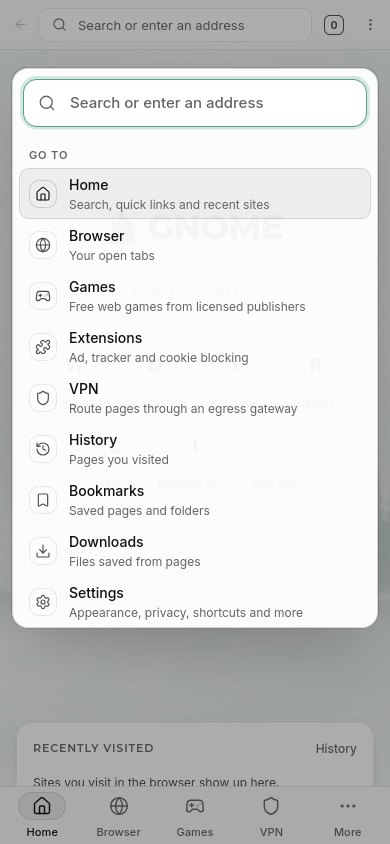 Search or enter an address
0
Search or enter an address
GO TO
Home
Search, quick links and recent sites
GNOME
Browser
Your open tabs
Games
Free web games from licensed publishers
Extensions
Ad, tracker and cookie blocking
R
VPN
Route pages through an egress gateway
History
Pages you visited
Bookmarks
Saved pages and folders
Downloads
Files saved from pages
Settings
Appearance, privacy, shortcuts and more
RECENTLY VISITED
History
Sites you visit in the browser show up here.
Home
Browser
Games
VPN
More